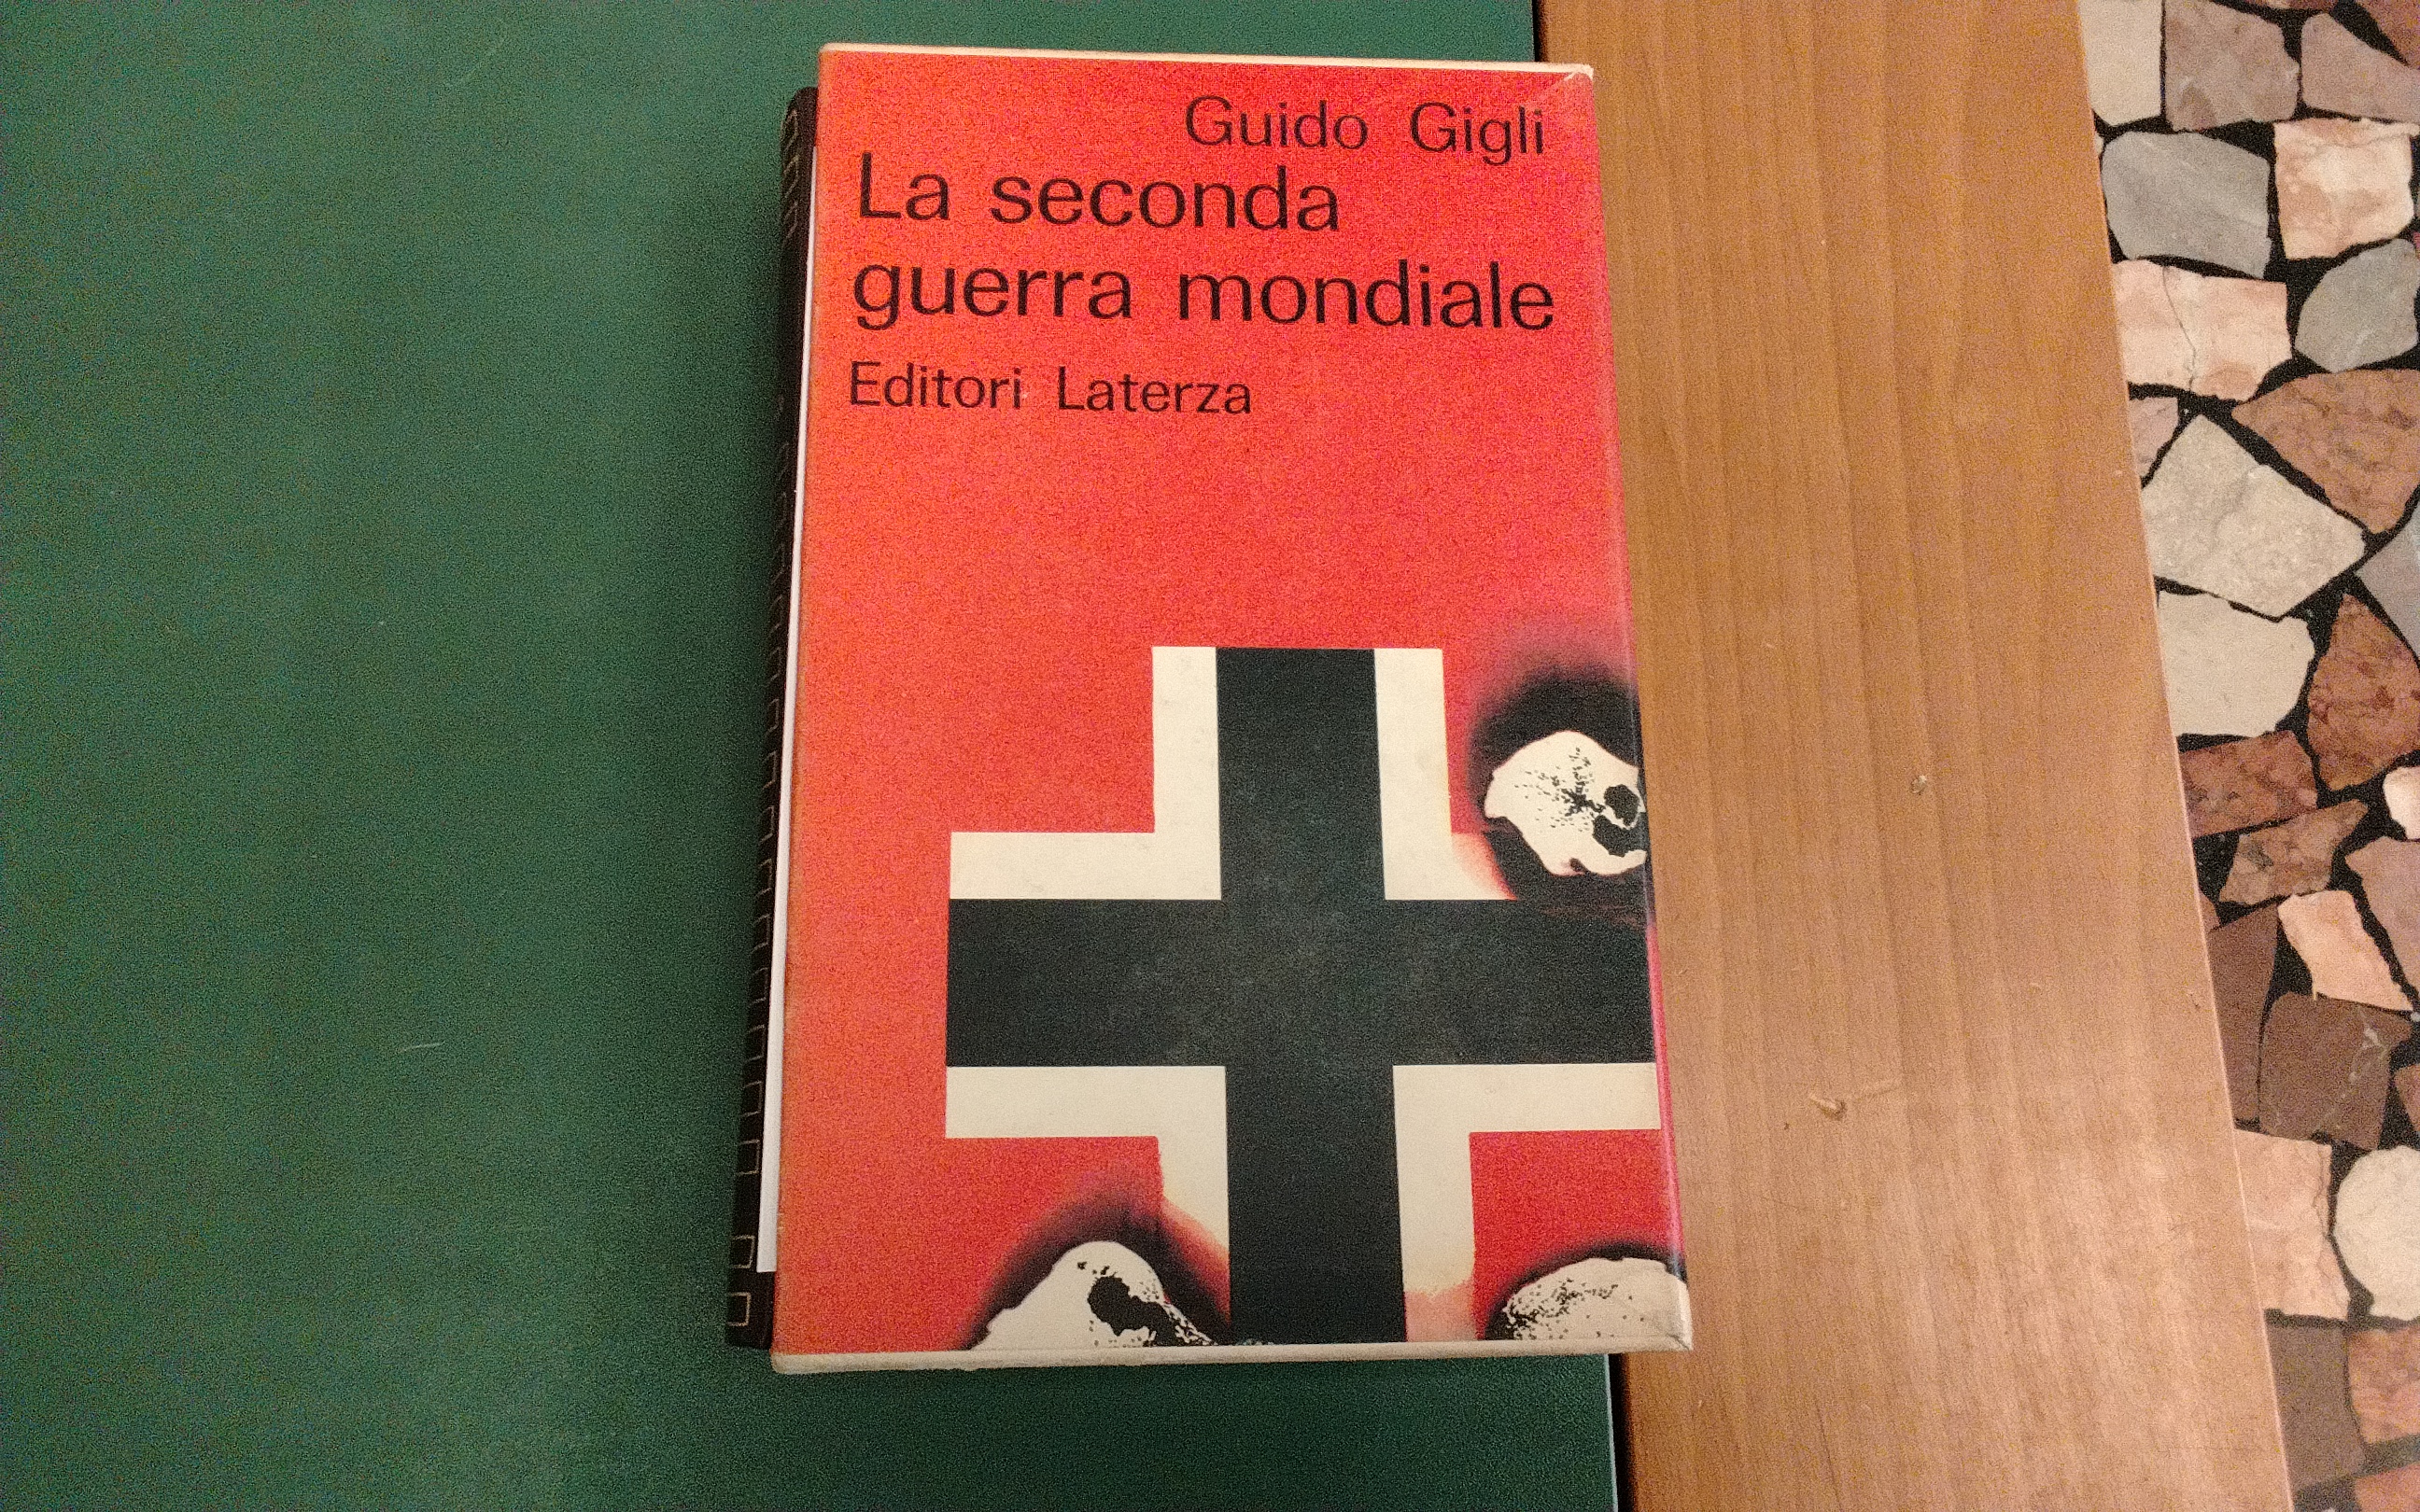 Guido Gigli
La seconda
guerra mondiale
Editori Laterza